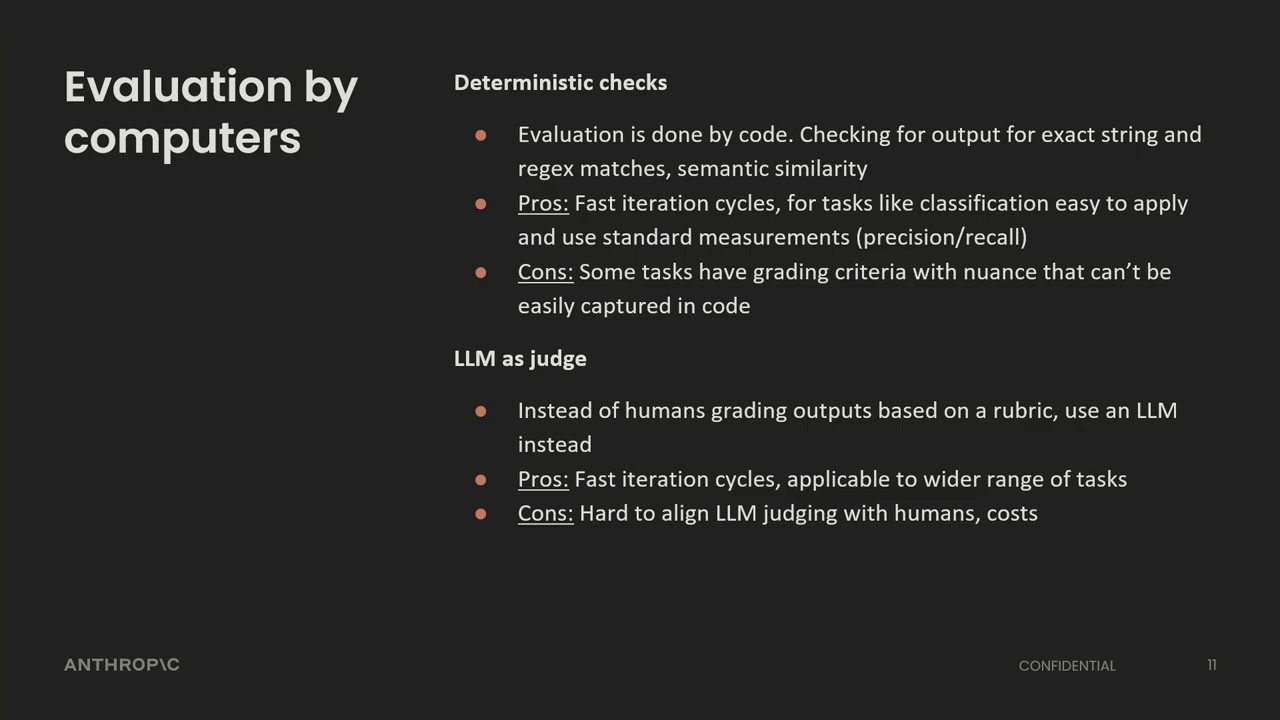 Evaluation by
computers
Deterministic checks
● Evaluation is done by code. Checking for output for exact string and
regex matches, semantic similarity
● Pros: Fast iteration cycles, for tasks like classification easy to apply
and use standard measurements (precision/recall)
● Cons: Some tasks have grading criteria with nuance that can’t be
easily captured in code
LLM as judge
● Instead of humans grading outputs based on a rubric, use an LLM
instead
● Pros: Fast iteration cycles, applicable to wider range of tasks
● Cons: Hard to align LLM judging with humans, costs
ANTHROP\C
CONFIDENTIAL
11